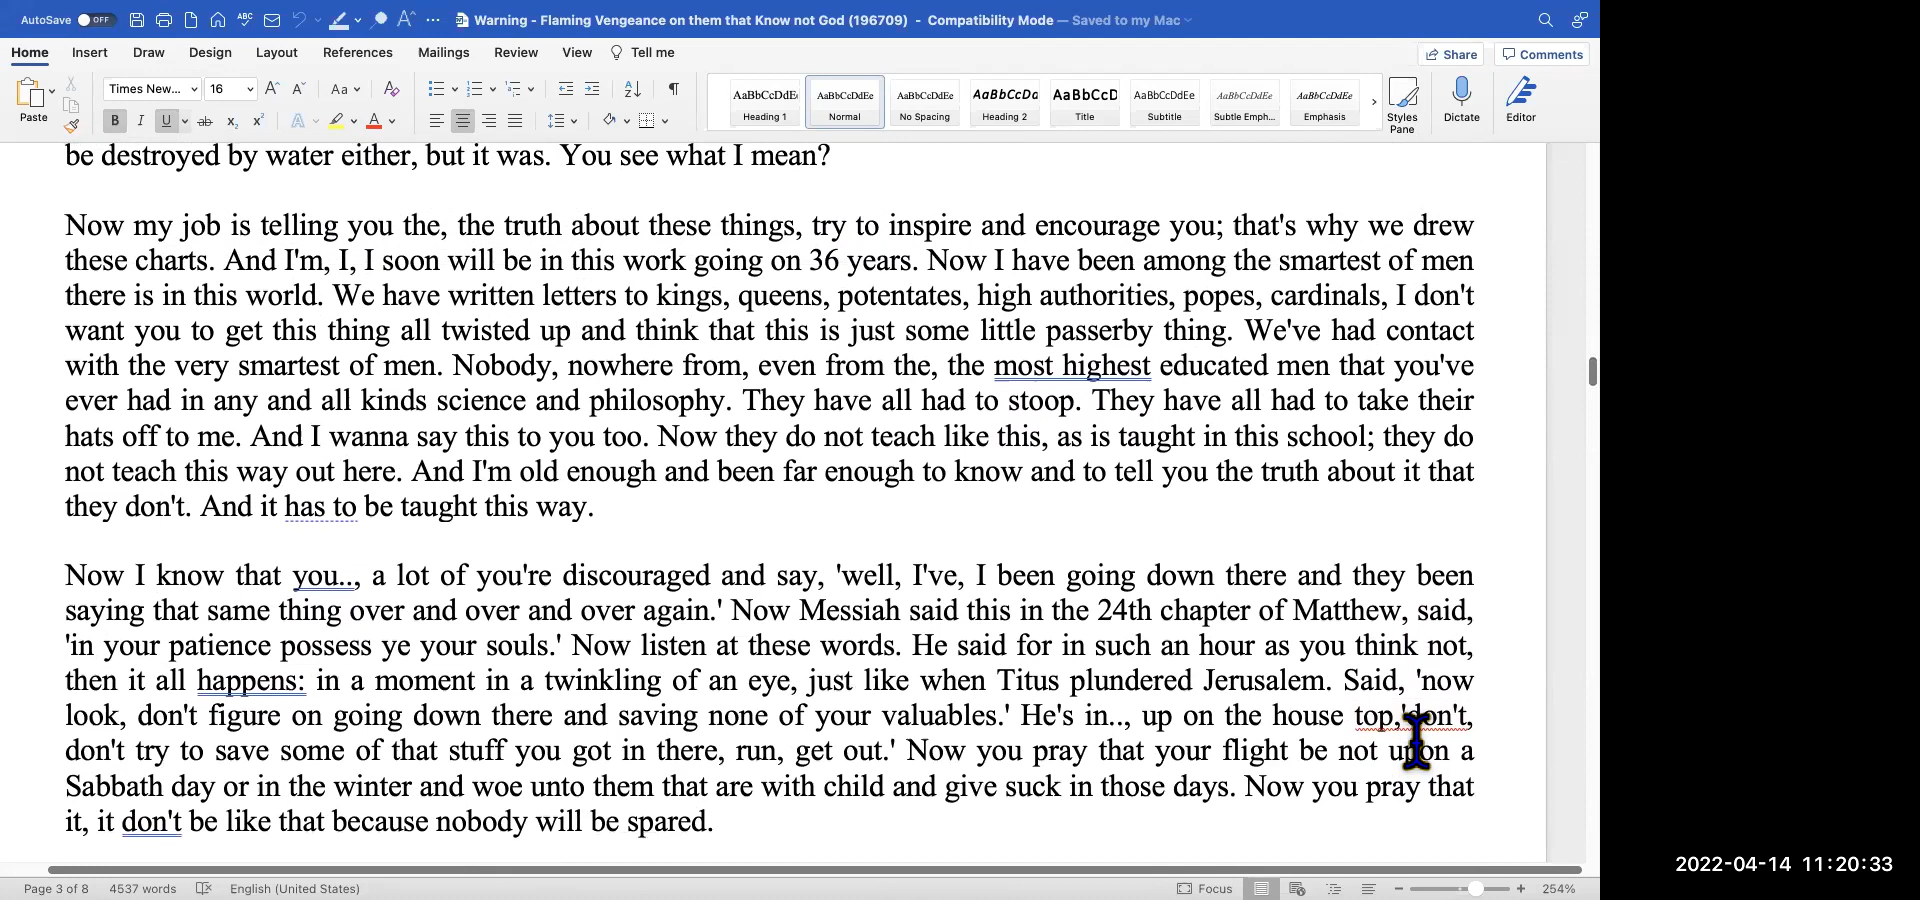 AutoSave OFF ABC ... Warning - Flaming Vengeance on them that Know not God (196709) - Compatibility Mode — Saved to my Mac
Home Insert Draw Design Layout References Mailings Review View Tell me Share Comments
Paste Times New... 16 Aa AaBbCcDdEe Heading 1 AaBbCcDdEe Normal AaBbCcDdEe No Spacing AaBbCcDd Heading 2 AaBbCcD Title AaBbCcDdEe Subtitle AaBbCcDdEe Subtle Emph... AaBbCcDdEe Emphasis Styles Pane Dictate Editor
be destroyed by water either, but it was. You see what I mean?
Now my job is telling you the, the truth about these things, try to inspire and encourage you; that's why we drew
these charts. And I'm, I, I soon will be in this work going on 36 years. Now I have been among the smartest of men
there is in this world. We have written letters to kings, queens, potentates, high authorities, popes, cardinals, I don't
want you to get this thing all twisted up and think that this is just some little passerby thing. We've had contact
with the very smartest of men. Nobody, nowhere from, even from the, the most highest educated men that you've
ever had in any and all kinds science and philosophy. They have all had to stoop. They have all had to take their
hats off to me. And I wanna say this to you too. Now they do not teach like this, as is taught in this school; they do
not teach this way out here. And I'm old enough and been far enough to know and to tell you the truth about it that
they don't. And it has to be taught this way.
Now I know that you.., a lot of you're discouraged and say, 'well, I've, I been going down there and they been
saying that same thing over and over and over again.' Now Messiah said this in the 24th chapter of Matthew, said,
'in your patience possess ye your souls.' Now listen at these words. He said for in such an hour as you think not,
then it all happens: in a moment in a twinkling of an eye, just like when Titus plundered Jerusalem. Said, 'now
look, don't figure on going down there and saving none of your valuables.' He's in.., up on the house top,'don't,
don't try to save some of that stuff you got in there, run, get out.' Now you pray that your flight be not upon a
Sabbath day or in the winter and woe unto them that are with child and give suck in those days. Now you pray that
it, it don't be like that because nobody will be spared.
Page 3 of 8 4537 words English (United States) Focus 254%
2022-04-14 11:20:33